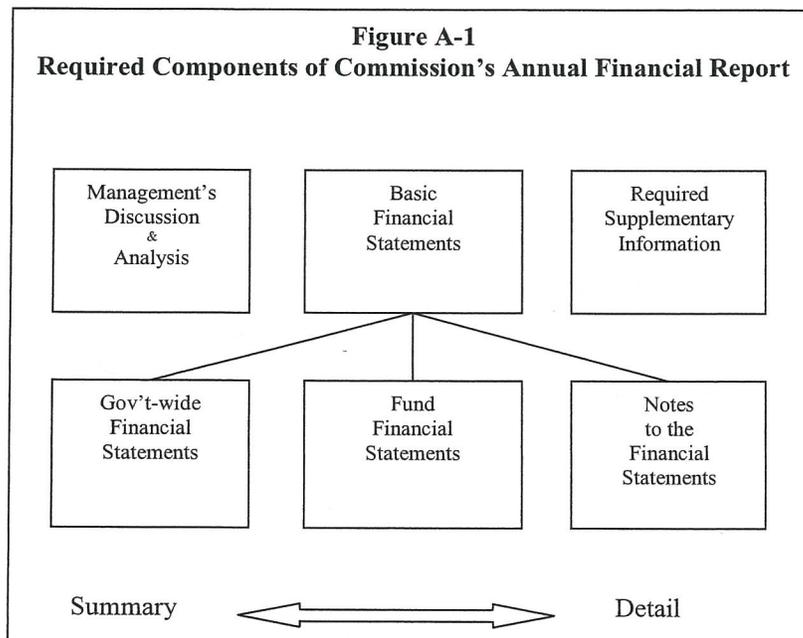 Figure A-1
Required Components of Commission's Annual Financial Report
Management's
Discussion
&
Analysis
Basic
Financial
Statements
Required
Supplementary
Information
Gov't-wide
Financial
Statements
Fund
Financial
Statements
Notes
to the
Financial
Statements
Summary
Detail